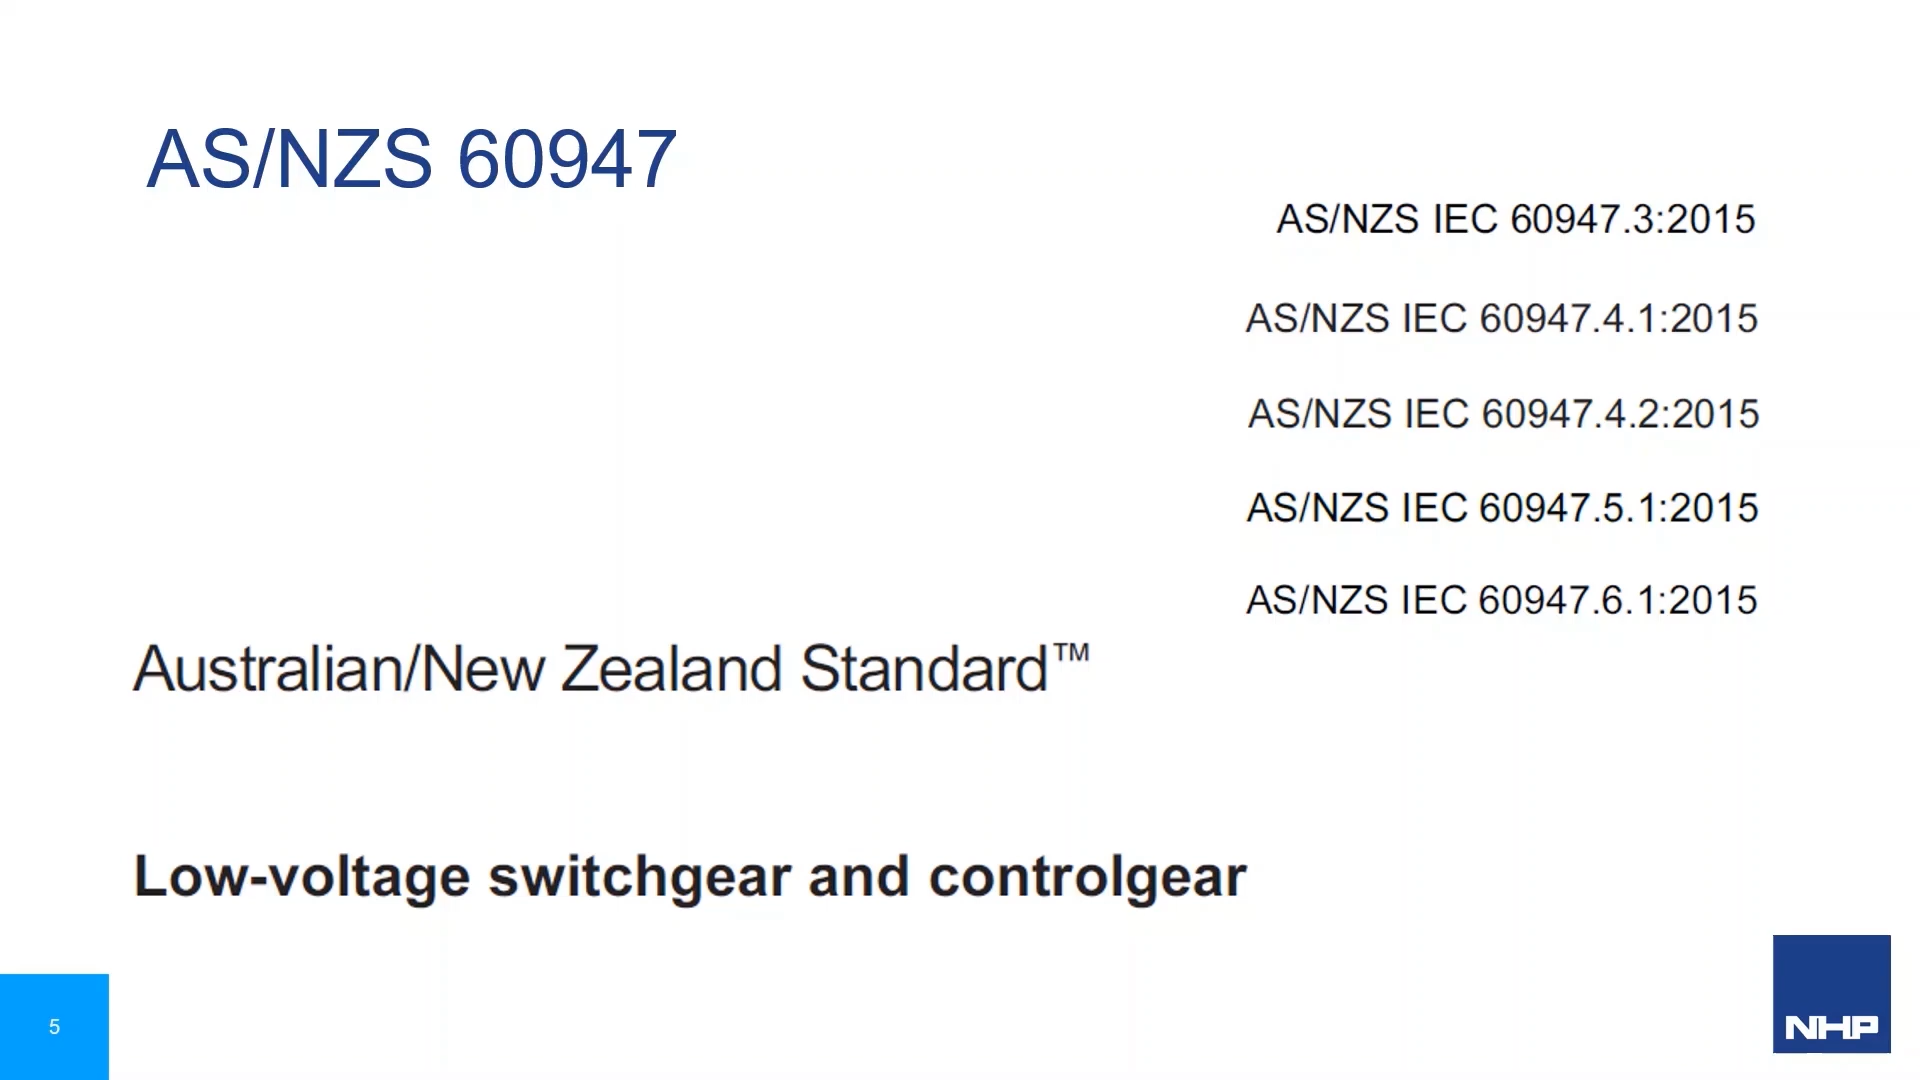 AS/NZS 60947
AS/NZS IEC 60947.3:2015
AS/NZS IEC 60947.4.1:2015
AS/NZS IEC 60947.4.2:2015
AS/NZS IEC 60947.5.1:2015
AS/NZS IEC 60947.6.1:2015
Australian/New Zealand Standard™
Low-voltage switchgear and controlgear
5
NHP